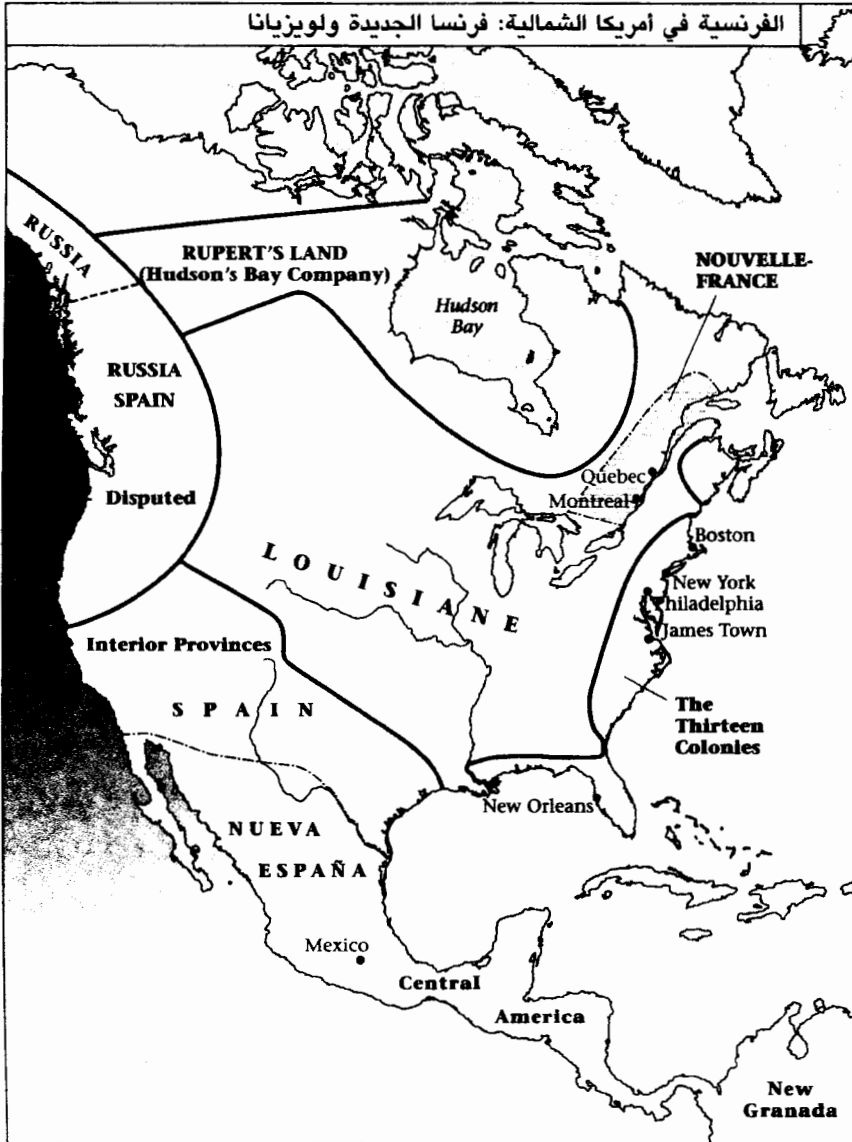 الفرنسية في أمريكا الشمالية: فرنسا الجديدة ولويزيانا
RUSSIA
RUPERT'S LAND
(Hudson's Bay Company)
NOUVELLE-
FRANCE
Hudson
Bay
RUSSIA
SPAIN
Disputed
Québec
Montreal
Boston
LOUISIANE
New York
Philadelphia
James Town
Interior Provinces
SPAIN
The
Thirteen
Colonies
New Orleans
NUEVA
ESPAÑA
Mexico
Central
America
New
Granada